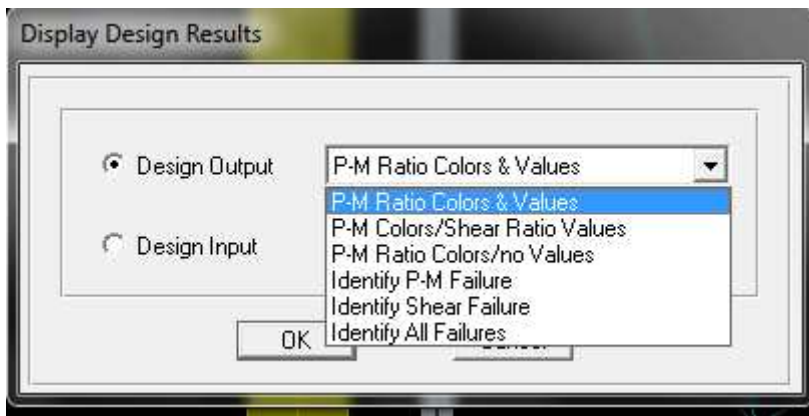 Display Design Results
Design Output
P-M Ratio Colors & Values
P-M Ratio Colors & Values
P-M Colors/Shear Ratio Values
P-M Ratio Colors/no Values
Identify P-M Failure
Identify Shear Failure
Identify All Failures
Design Input
OK